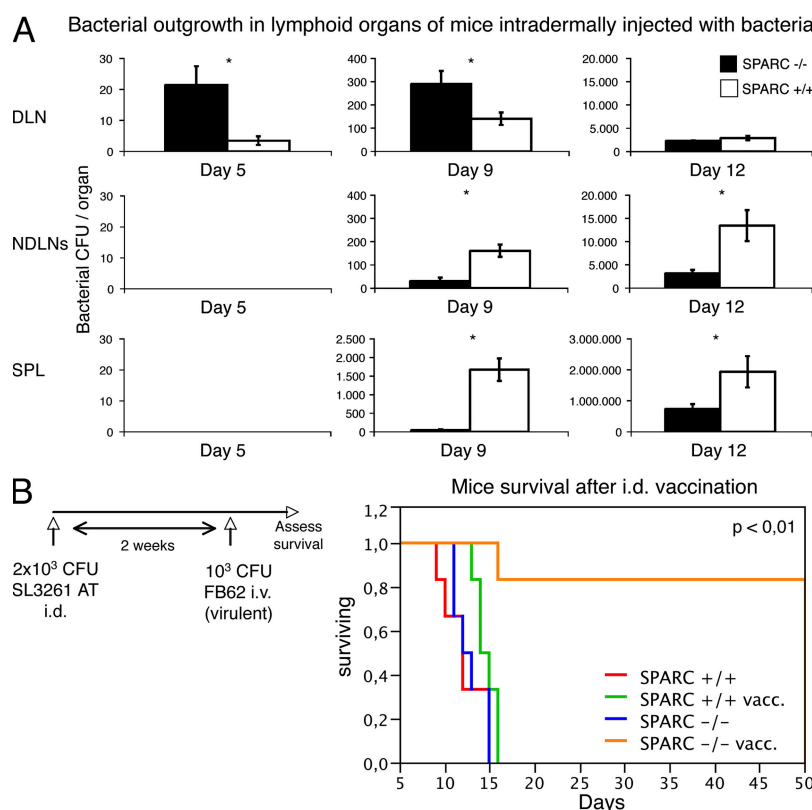 A
Bacterial outgrowth in lymphoid organs of mice intradermally injected with bacteria
SPARC -/-
SPARC +/+
Bacterial CFU / organ
DLN
30
20
10
0
Day 5
*
400
300
200
100
0
Day 9
*
20.000
15.000
10.000
5.000
0
Day 12
NDLNs
30
20
10
0
Day 5
400
300
200
100
0
Day 9
*
20.000
15.000
10.000
5.000
0
Day 12
*
SPL
30
20
10
0
Day 5
2.500
2.000
1.500
1.000
500
0
Day 9
*
3.000.000
2.000.000
1.000.000
0
Day 12
*
B
2 weeks
Assess
survival
2x10³ CFU
SL3261 AT
i.d.
10³ CFU
FB62 i.v.
(virulent)
Mice survival after i.d. vaccination
p < 0,01
surviving
1,2
1,0
0,8
0,6
0,4
0,2
0,0
SPARC +/+
SPARC +/+ vacc.
SPARC -/-
SPARC -/- vacc.
5 10 15 20 25 30 35 40 45 50
Days